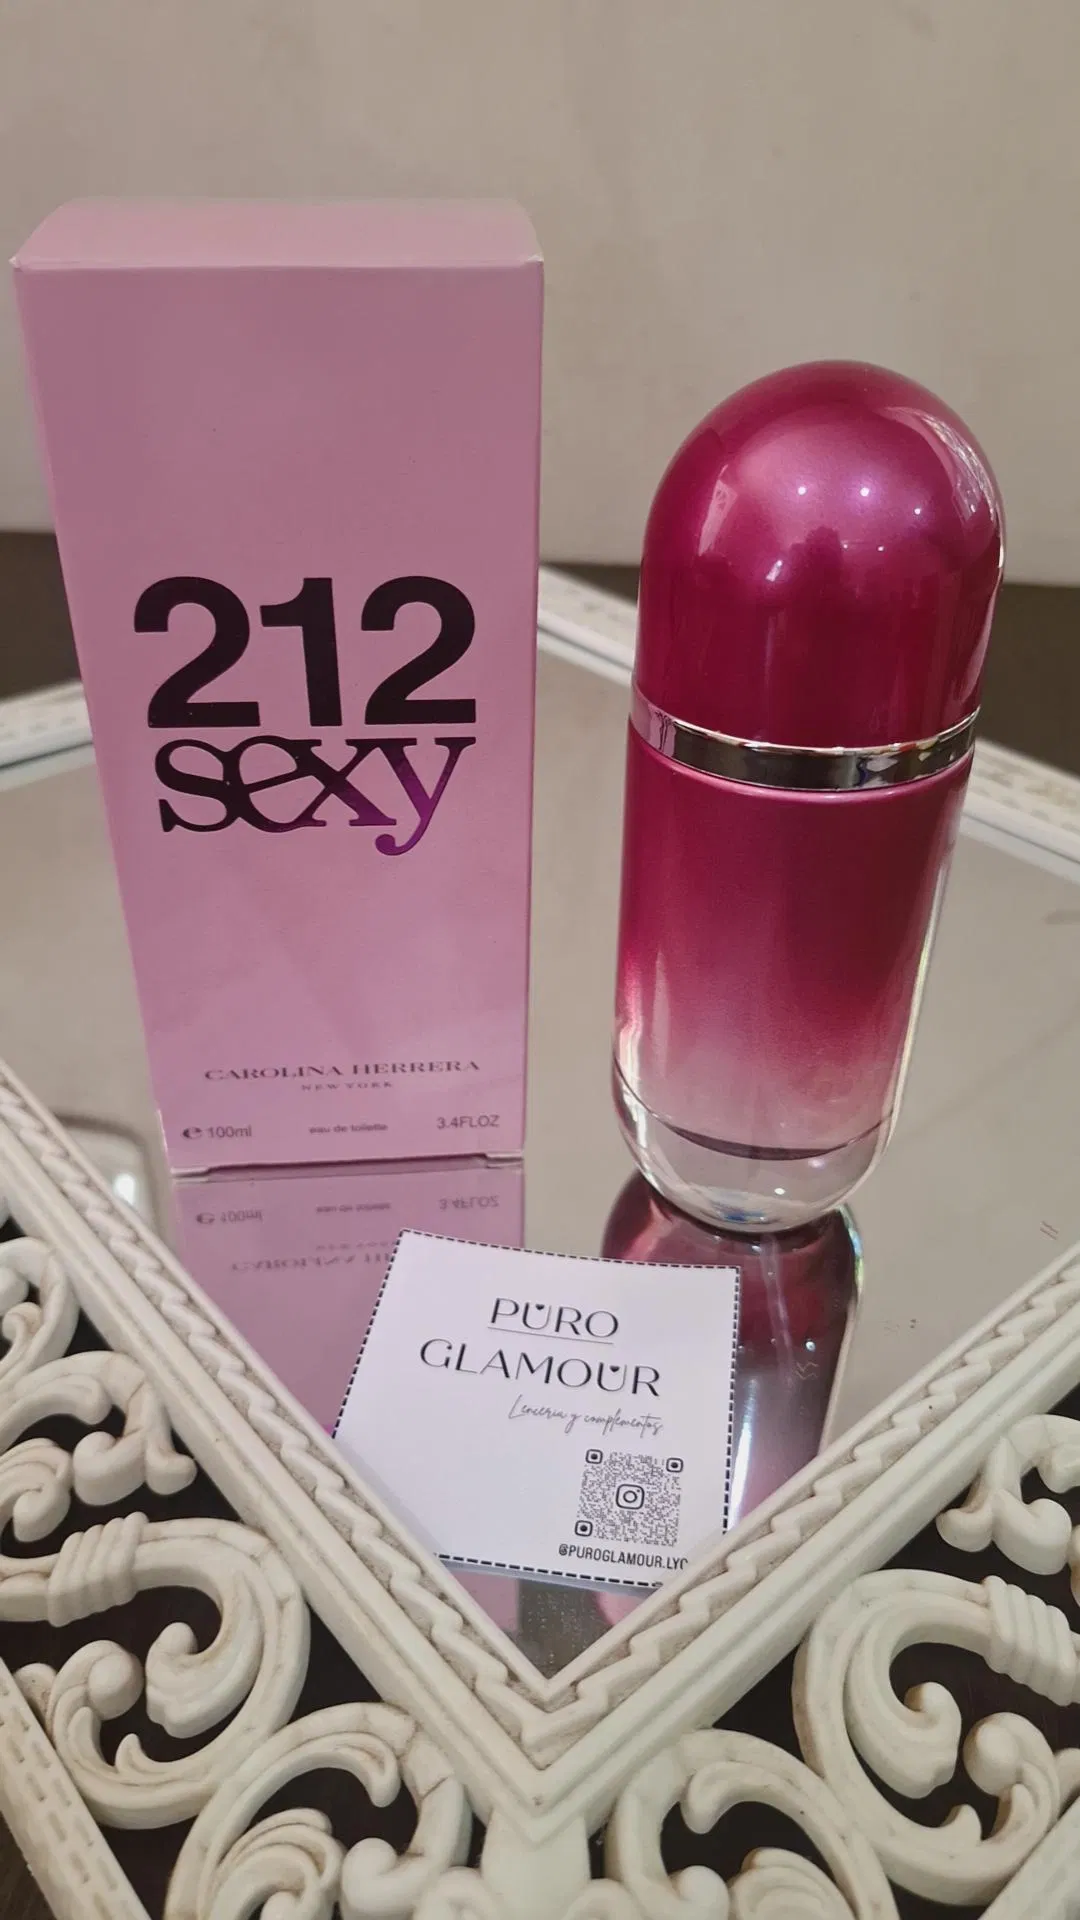 212
sexy
CAROLINA HERRERA
NEW YORK
℮ 100ml eau de toilette 3.4FLOZ
PURO
GLAMOUR
Lencería y complementos
@PUROGLAMOUR.LYC